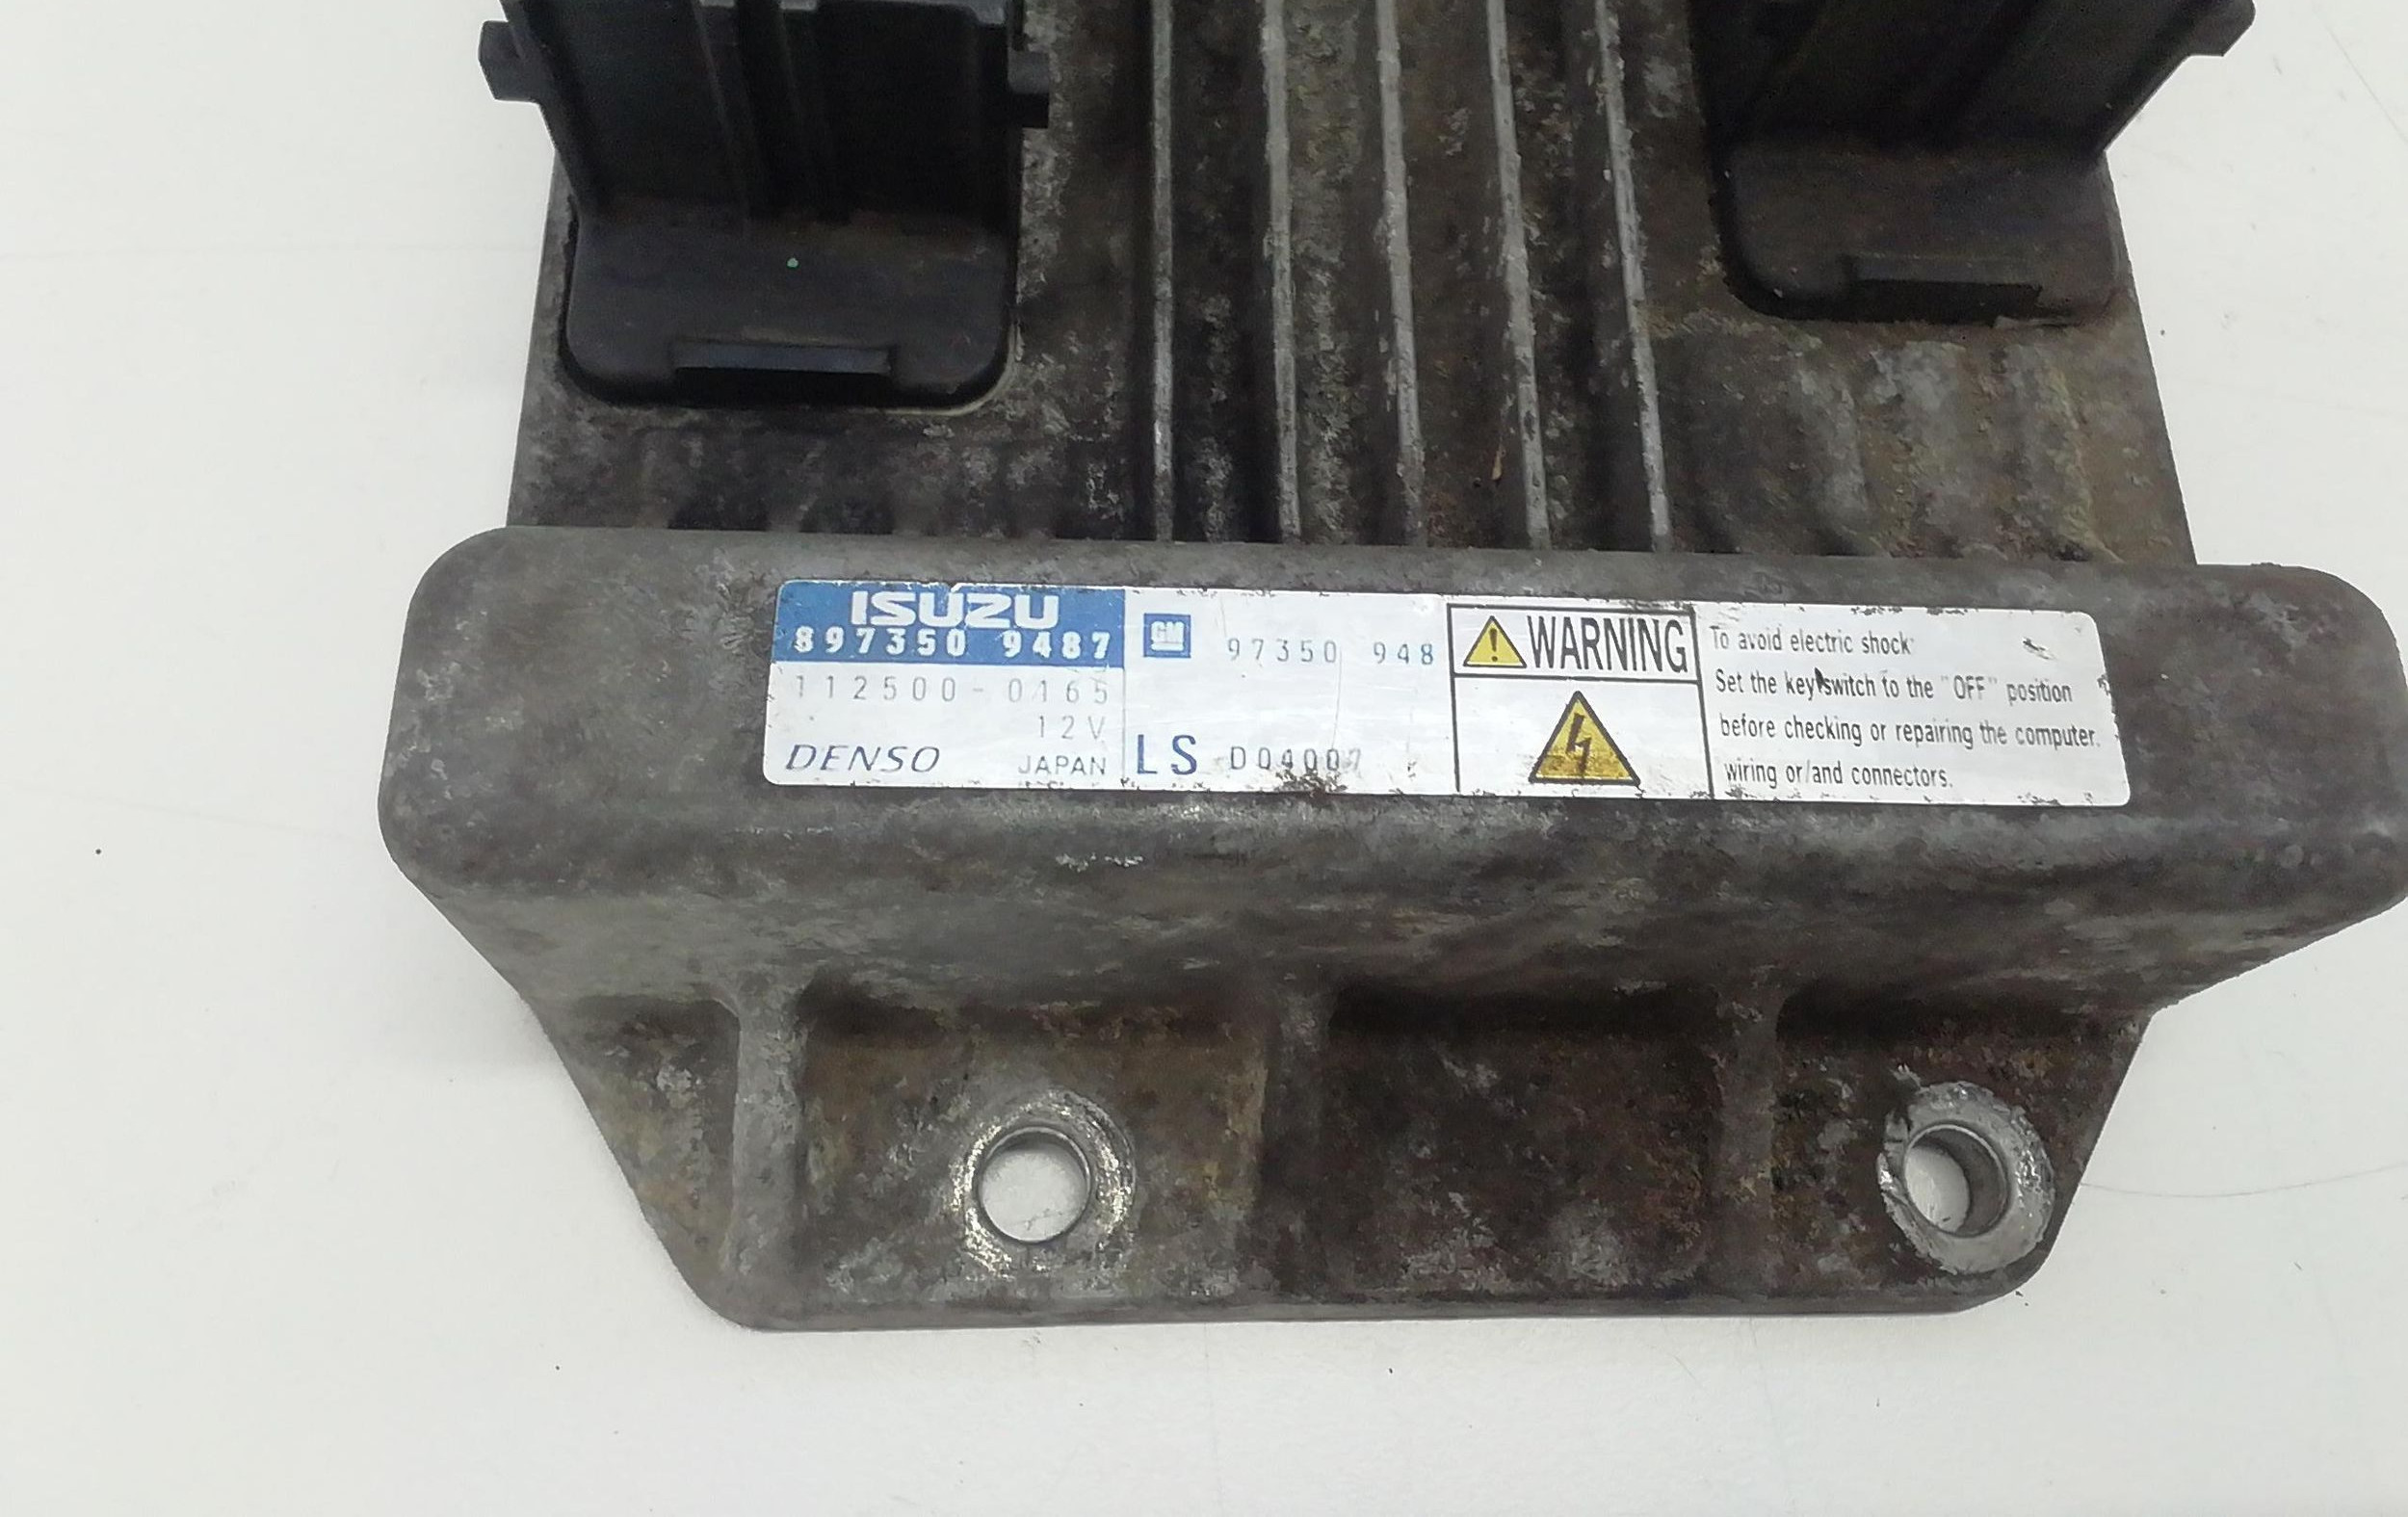 ISUZU
897350 9487
112500-0165
12V
DENSO JAPAN
GM 97350 948
LS D04007
WARNING
To avoid electric shock
Set the key switch to the "OFF" position
before checking or repairing the computer.
wiring or/and connectors.